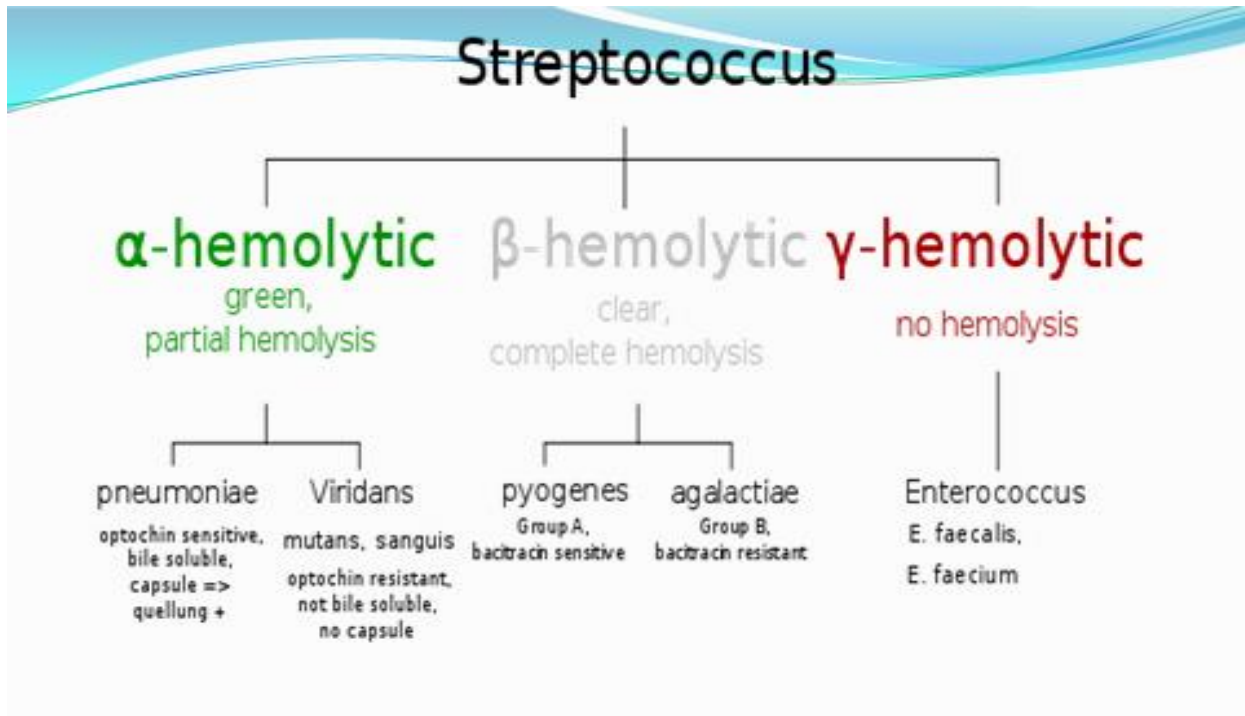 Streptococcus
α-hemolytic
green,
partial hemolysis
β-hemolytic
clear,
complete hemolysis
γ-hemolytic
no hemolysis
pneumoniae
optochin sensitive,
bile soluble,
capsule =>
quellung +
Viridans
mutans, sanguis
optochin resistant,
not bile soluble,
no capsule
pyogenes
Group A,
bacitracin sensitive
agalactiae
Group B,
bacitracin resistant
Enterococcus
E. faecalis,
E. faecium